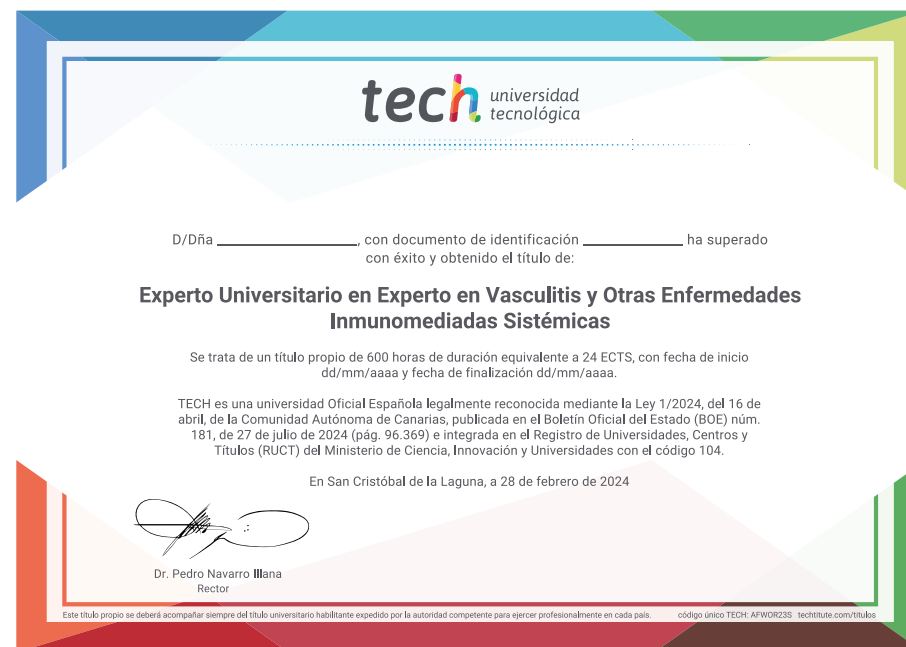 tech universidad
tecnológica
D/Dña ____________________, con documento de identificación ______________ ha superado
con éxito y obtenido el título de:
Experto Universitario en Experto en Vasculitis y Otras Enfermedades
Inmunomediadas Sistémicas
Se trata de un título propio de 600 horas de duración equivalente a 24 ECTS, con fecha de inicio
dd/mm/aaaa y fecha de finalización dd/mm/aaaa.
TECH es una universidad Oficial Española legalmente reconocida mediante la Ley 1/2024, del 16 de
abril, de la Comunidad Autónoma de Canarias, publicada en el Boletín Oficial del Estado (BOE) núm.
181, de 27 de julio de 2024 (pág. 96.369) e integrada en el Registro de Universidades, Centros y
Títulos (RUCT) del Ministerio de Ciencia, Innovación y Universidades con el código 104.
En San Cristóbal de la Laguna, a 28 de febrero de 2024
Dr. Pedro Navarro Illana
Rector
Este título propio se deberá acompañar siempre del título universitario habilitante expedido por la autoridad competente para ejercer profesionalmente en cada país. código único TECH: AFWOR23S techtitute.com/titulos